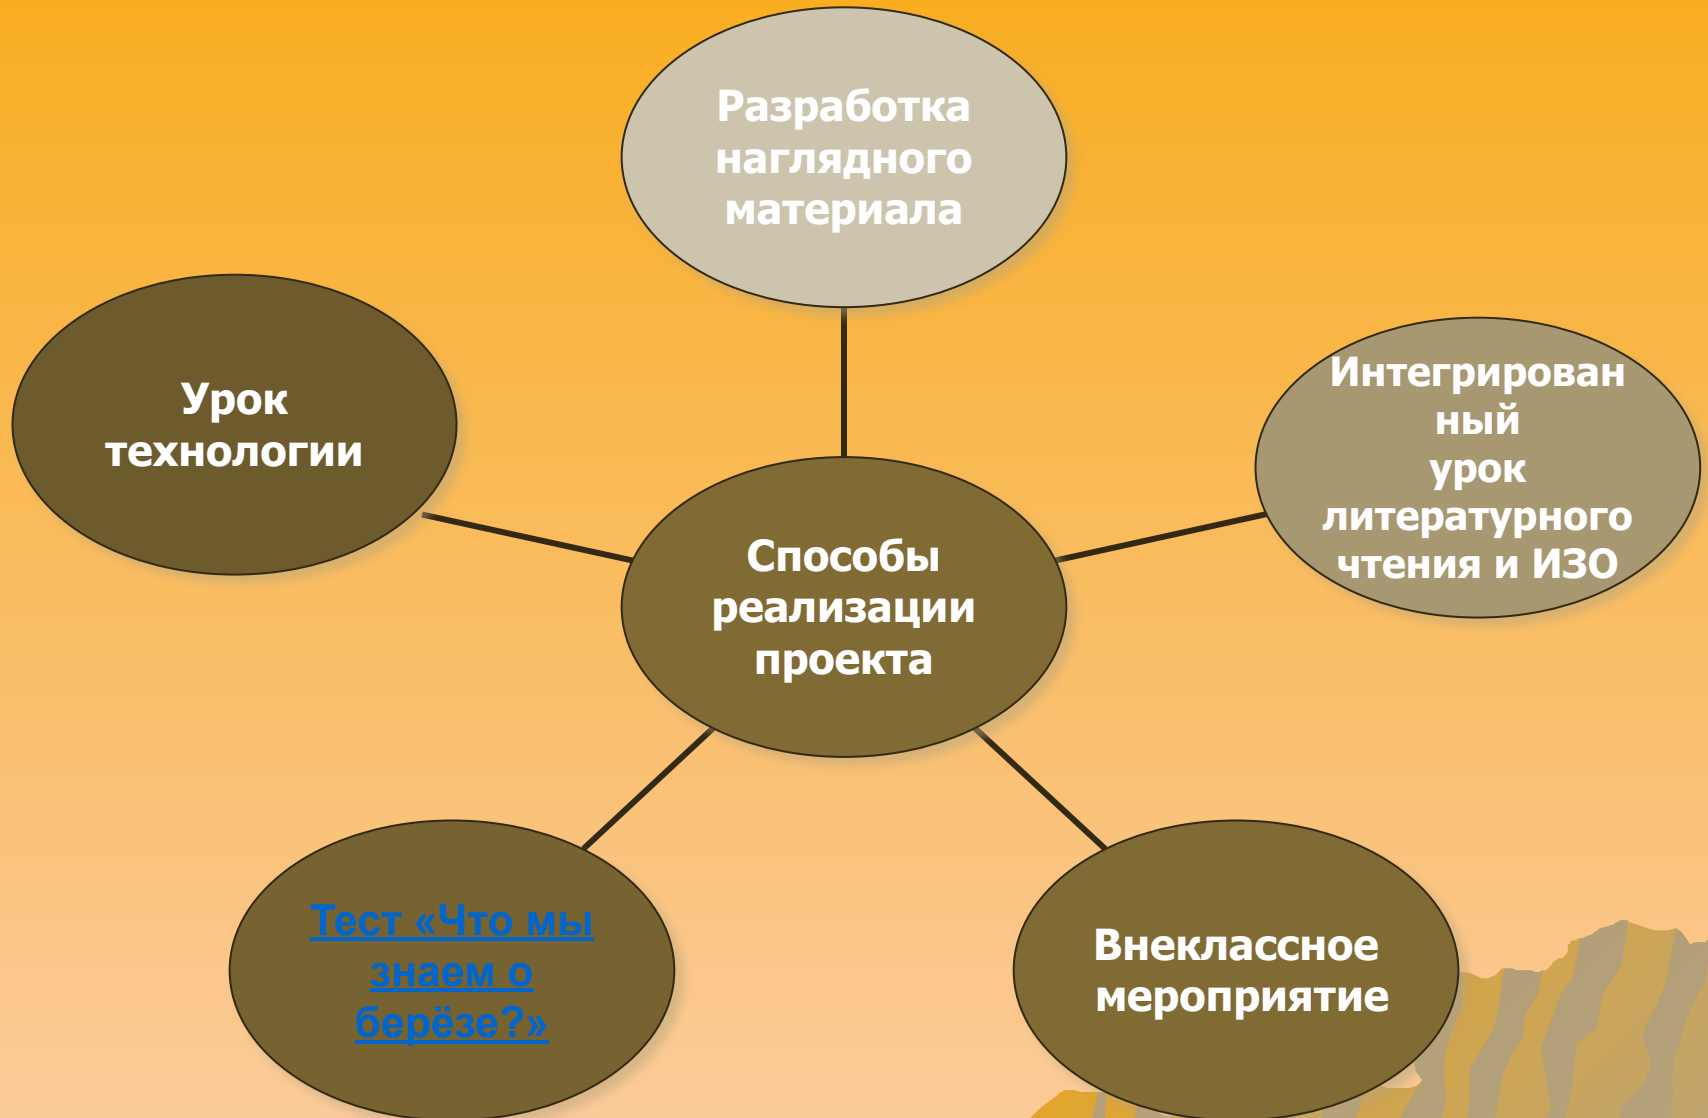 Разработка
наглядного
материала
Урок
технологии
Интегрирован
ный
урок
литературного
чтения и ИЗО
Способы
реализации
проекта
Тест «Что мы
знаем о
берёзе?»
Внеклассное
мероприятие